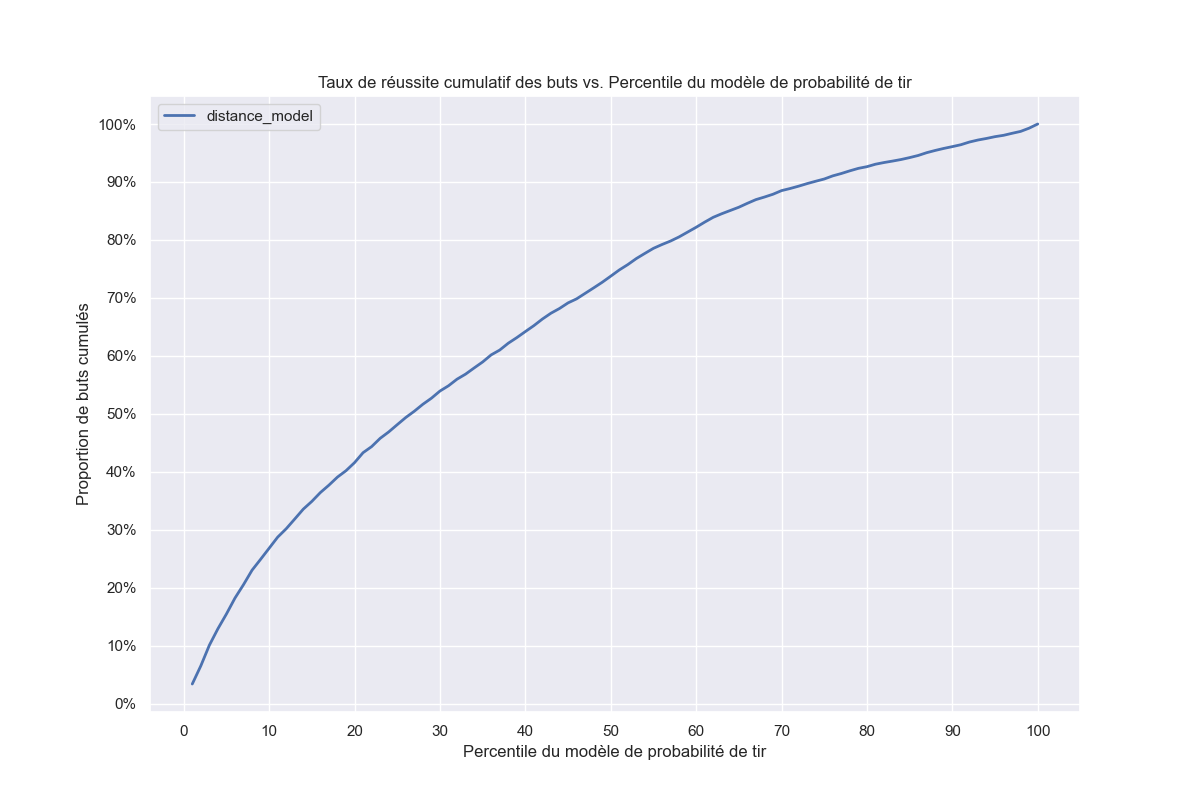 Taux de réussite cumulatif des buts vs. Percentile du modèle de probabilité de tir
distance_model
100%
90%
80%
70%
60%
50%
40%
30%
20%
10%
0%
Proportion de buts cumulés
0 10 20 30 40 50 60 70 80 90 100
Percentile du modèle de probabilité de tir